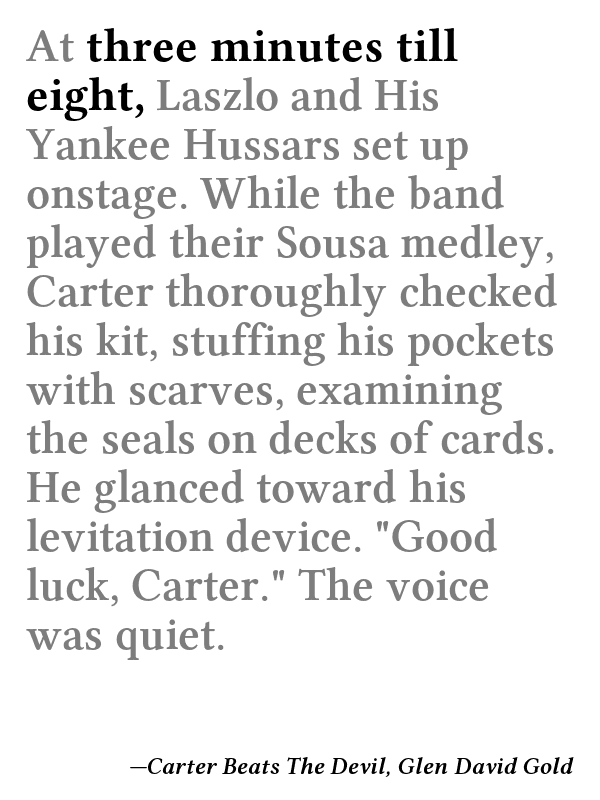 At three minutes till
eight, Laszlo and His
Yankee Hussars set up
onstage. While the band
played their Sousa medley,
Carter thoroughly checked
his kit, stuffing his pockets
with scarves, examining
the seals on decks of cards.
He glanced toward his
levitation device. "Good
luck, Carter." The voice
was quiet.
—Carter Beats The Devil, Glen David Gold